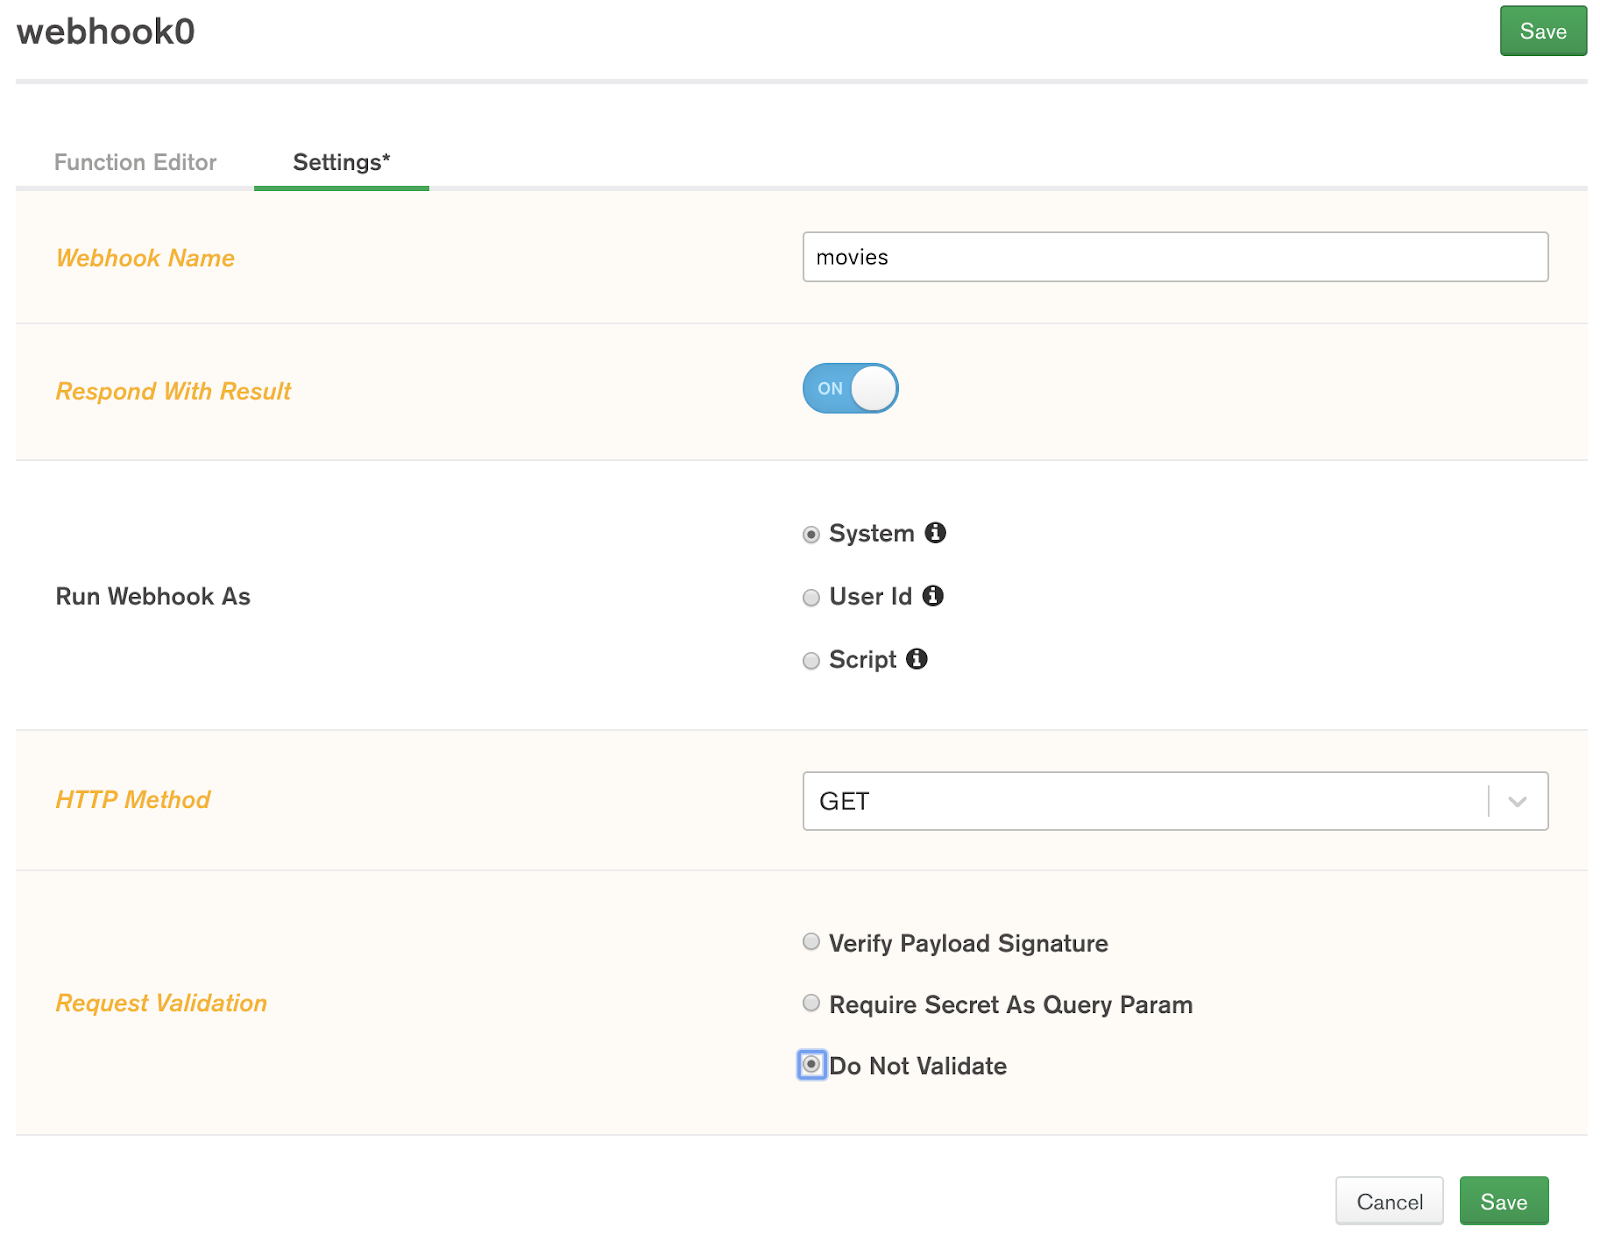 webhook0
Save
Function Editor
Settings*
Webhook Name
movies
Respond With Result
ON
System
Run Webhook As
User Id
Script
HTTP Method
GET
Verify Payload Signature
Request Validation
Require Secret As Query Param
Do Not Validate
Cancel
Save